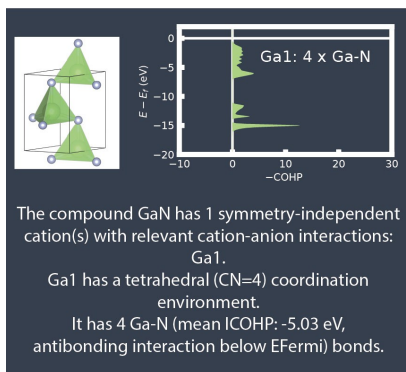 0
−5
−10
−15
−20
E − Ef (eV)
Ga1: 4 x Ga-N
−10
0
10
20
30
−COHP
The compound GaN has 1 symmetry-independent
cation(s) with relevant cation-anion interactions:
Ga1.
Ga1 has a tetrahedral (CN=4) coordination
environment.
It has 4 Ga-N (mean ICOHP: -5.03 eV,
antibonding interaction below EFermi) bonds.